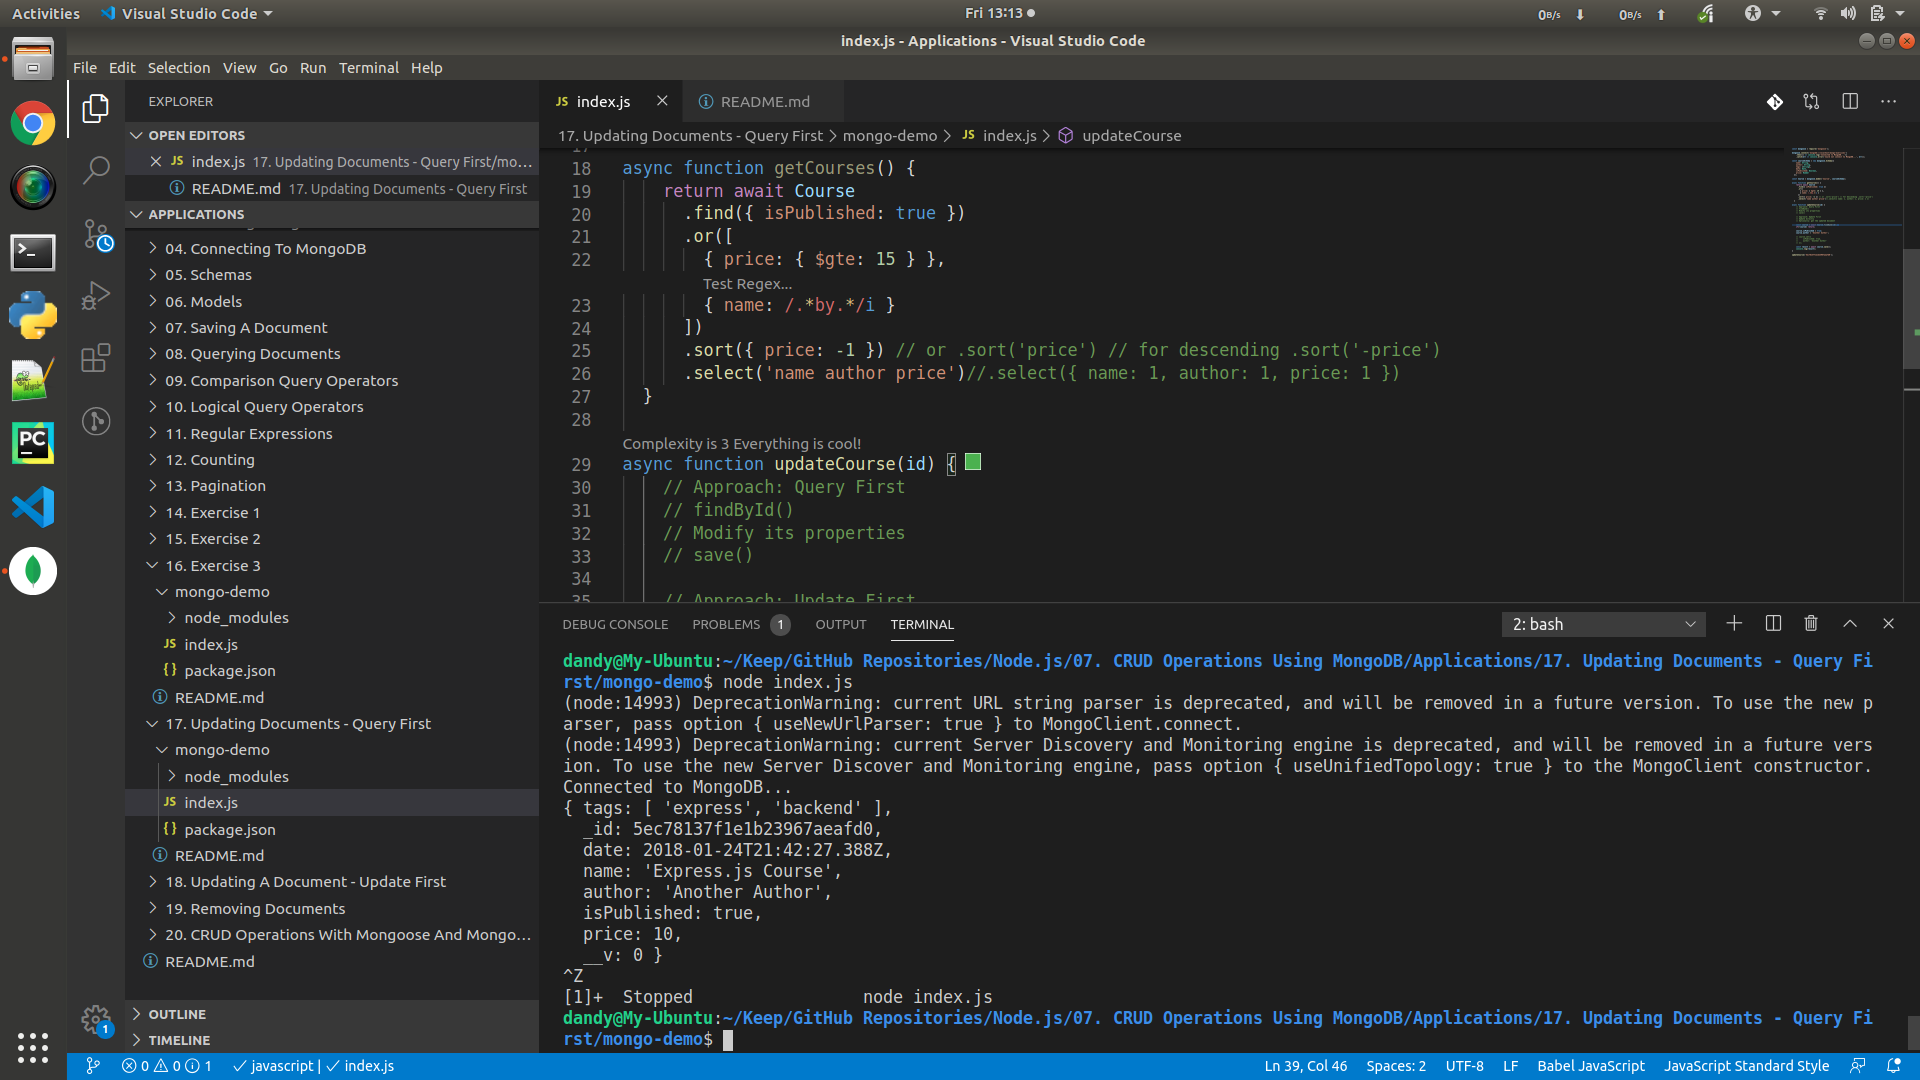 Activities
Visual Studio Code
Fri 13:13
0B/s
0B/s
index.js - Applications - Visual Studio Code
File Edit Selection View Go Run Terminal Help
EXPLORER
OPEN EDITORS
JS index.js 17. Updating Documents - Query First/mo...
README.md 17. Updating Documents - Query First
APPLICATIONS
04. Connecting To MongoDB
05. Schemas
06. Models
07. Saving A Document
08. Querying Documents
09. Comparison Query Operators
10. Logical Query Operators
11. Regular Expressions
12. Counting
13. Pagination
14. Exercise 1
15. Exercise 2
16. Exercise 3
mongo-demo
node_modules
JS index.js
{} package.json
README.md
17. Updating Documents - Query First
mongo-demo
node_modules
JS index.js
{} package.json
README.md
18. Updating A Document - Update First
19. Removing Documents
20. CRUD Operations With Mongoose And Mongo...
README.md
OUTLINE
TIMELINE
PC
1
JS index.js
README.md
17. Updating Documents - Query First > mongo-demo > JS index.js > updateCourse
17
18 async function getCourses() {
19 return await Course
20 .find({ isPublished: true })
21 .or([
22 { price: { $gte: 15 } },
Test Regex...
23 { name: /.*by.*/i }
24 ])
25 .sort({ price: -1 }) // or .sort('price') // for descending .sort('-price')
26 .select('name author price')//.select({ name: 1, author: 1, price: 1 })
27 }
28
Complexity is 3 Everything is cool!
29 async function updateCourse(id) {
30 // Approach: Query First
31 // findById()
32 // Modify its properties
33 // save()
34
35 // Approach: Update First
DEBUG CONSOLE PROBLEMS 1 OUTPUT TERMINAL
2: bash
dandy@My-Ubuntu:~/Keep/GitHub Repositories/Node.js/07. CRUD Operations Using MongoDB/Applications/17. Updating Documents - Query Fi
rst/mongo-demo$ node index.js
(node:14993) DeprecationWarning: current URL string parser is deprecated, and will be removed in a future version. To use the new p
arser, pass option { useNewUrlParser: true } to MongoClient.connect.
(node:14993) DeprecationWarning: current Server Discovery and Monitoring engine is deprecated, and will be removed in a future vers
ion. To use the new Server Discover and Monitoring engine, pass option { useUnifiedTopology: true } to the MongoClient constructor.
Connected to MongoDB...
{ tags: [ 'express', 'backend' ],
_id: 5ec78137f1e1b23967aeafd0,
date: 2018-01-24T21:42:27.388Z,
name: 'Express.js Course',
author: 'Another Author',
isPublished: true,
price: 10,
__v: 0 }
^Z
[1]+ Stopped node index.js
dandy@My-Ubuntu:~/Keep/GitHub Repositories/Node.js/07. CRUD Operations Using MongoDB/Applications/17. Updating Documents - Query Fi
rst/mongo-demo$
0 0 1 javascript | index.js
Ln 39, Col 46 Spaces: 2 UTF-8 LF Babel JavaScript JavaScript Standard Style